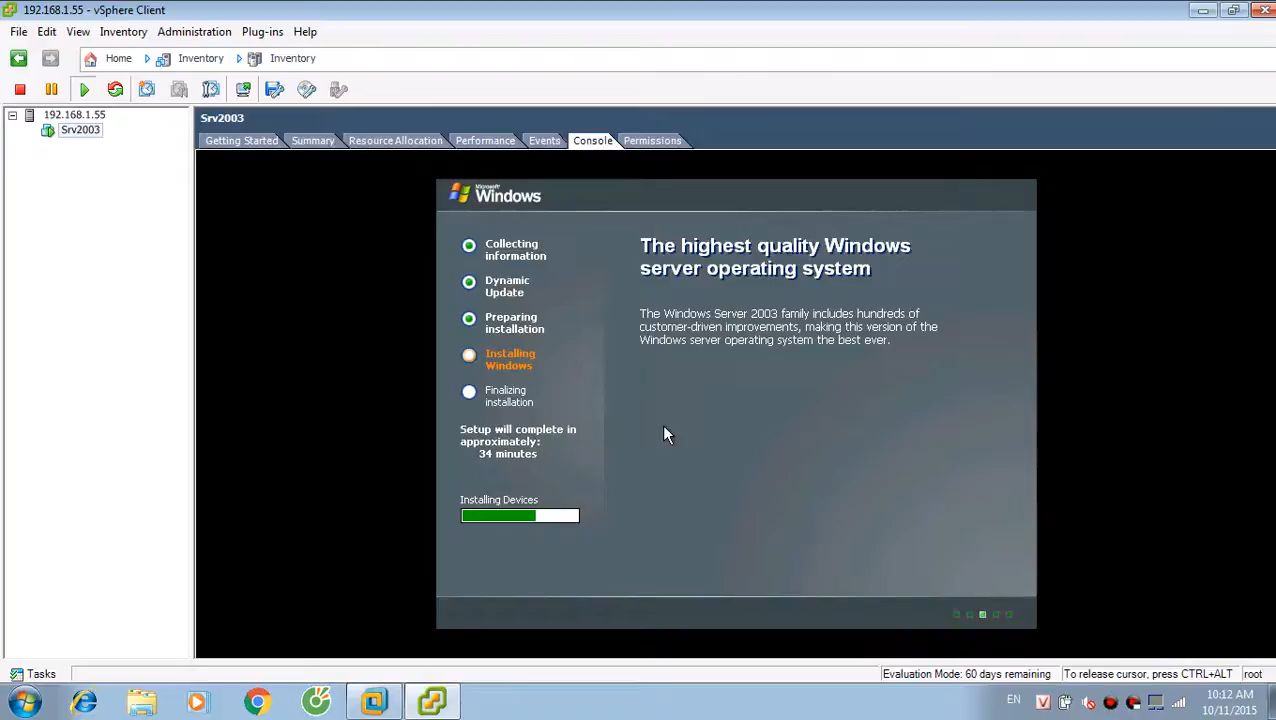 192.168.1.55 - vSphere Client
File Edit View Inventory Administration Plug-ins Help
Home Inventory Inventory
192.168.1.55
Srv2003
Srv2003
Getting Started Summary Resource Allocation Performance Events Console Permissions
Microsoft
Windows
Collecting
information
Dynamic
Update
Preparing
installation
Installing
Windows
Finalizing
installation
Setup will complete in
approximately:
34 minutes
Installing Devices
The highest quality Windows
server operating system
The Windows Server 2003 family includes hundreds of
customer-driven improvements, making this version of the
Windows server operating system the best ever.
Tasks
Evaluation Mode: 60 days remaining
To release cursor, press CTRL+ALT
root
EN
10:12 AM
10/11/2015